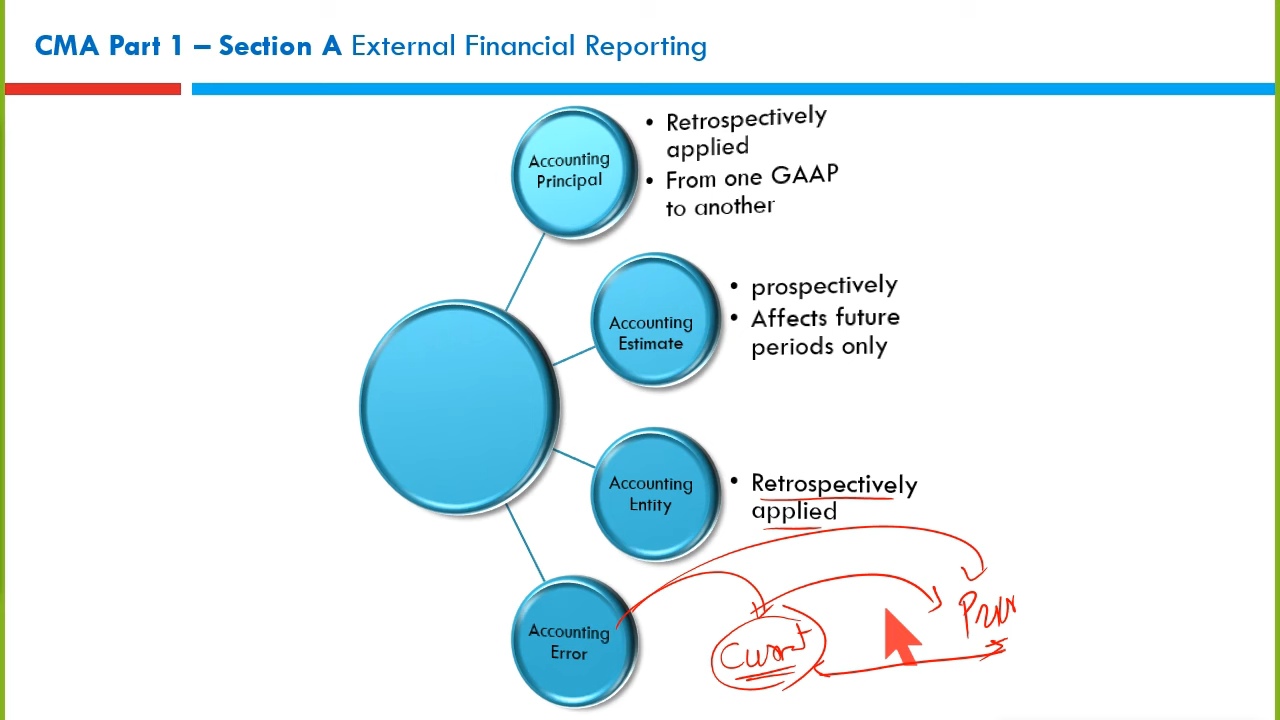 CMA Part 1 – Section A External Financial Reporting
Accounting
Principal
• Retrospectively
applied
• From one GAAP
to another
Accounting
Estimate
• prospectively
• Affects future
periods only
Accounting
Entity
• Retrospectively
applied
Accounting
Error